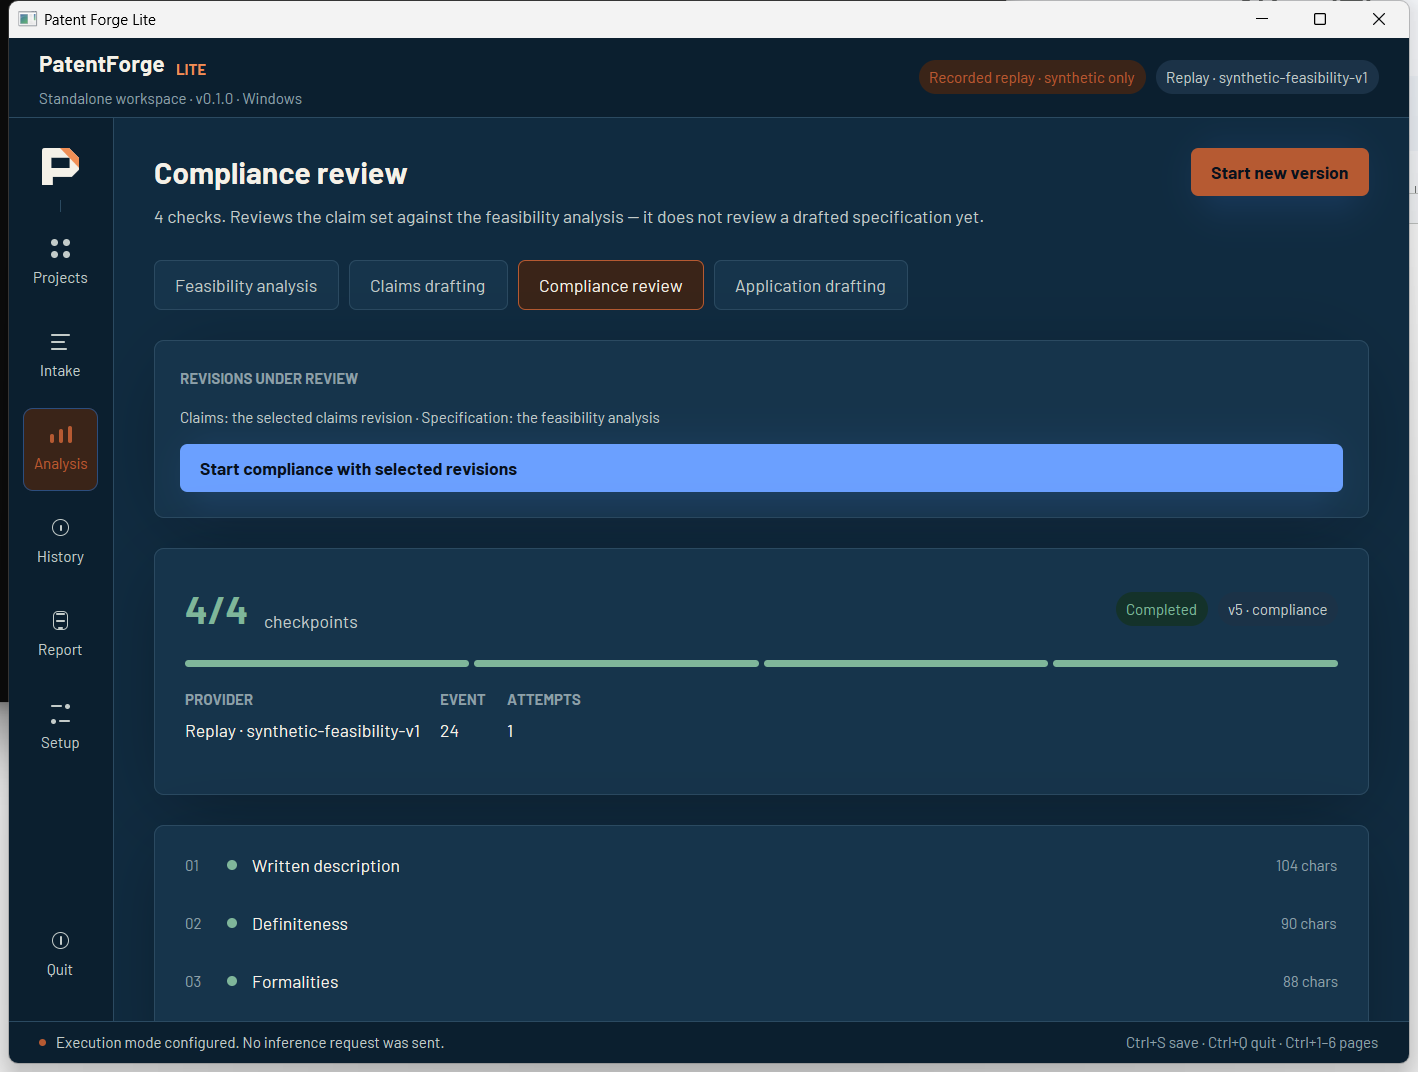 Patent Forge Lite
PatentForge LITE
Standalone workspace · v0.1.0 · Windows
Recorded replay · synthetic only
Replay · synthetic-feasibility-v1
Projects
Intake
Analysis
History
Report
Setup
Quit
Compliance review
Start new version
4 checks. Reviews the claim set against the feasibility analysis — it does not review a drafted specification yet.
Feasibility analysis
Claims drafting
Compliance review
Application drafting
REVISIONS UNDER REVIEW
Claims: the selected claims revision · Specification: the feasibility analysis
Start compliance with selected revisions
4/4 checkpoints
Completed
v5 · compliance
PROVIDER EVENT ATTEMPTS
Replay · synthetic-feasibility-v1 24 1
01 Written description 104 chars
02 Definiteness 90 chars
03 Formalities 88 chars
Execution mode configured. No inference request was sent.
Ctrl+S save · Ctrl+Q quit · Ctrl+1–6 pages